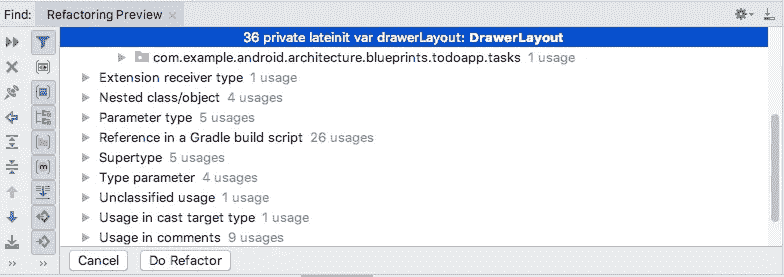 Find: Refactoring Preview
36 private lateinit var drawerLayout: DrawerLayout
com.example.android.architecture.blueprints.todoapp.tasks 1 usage
Extension receiver type 1 usage
Nested class/object 4 usages
Parameter type 5 usages
Reference in a Gradle build script 26 usages
Supertype 5 usages
Type parameter 4 usages
Unclassified usage 1 usage
Usage in cast target type 1 usage
Usage in comments 9 usages
Cancel Do Refactor